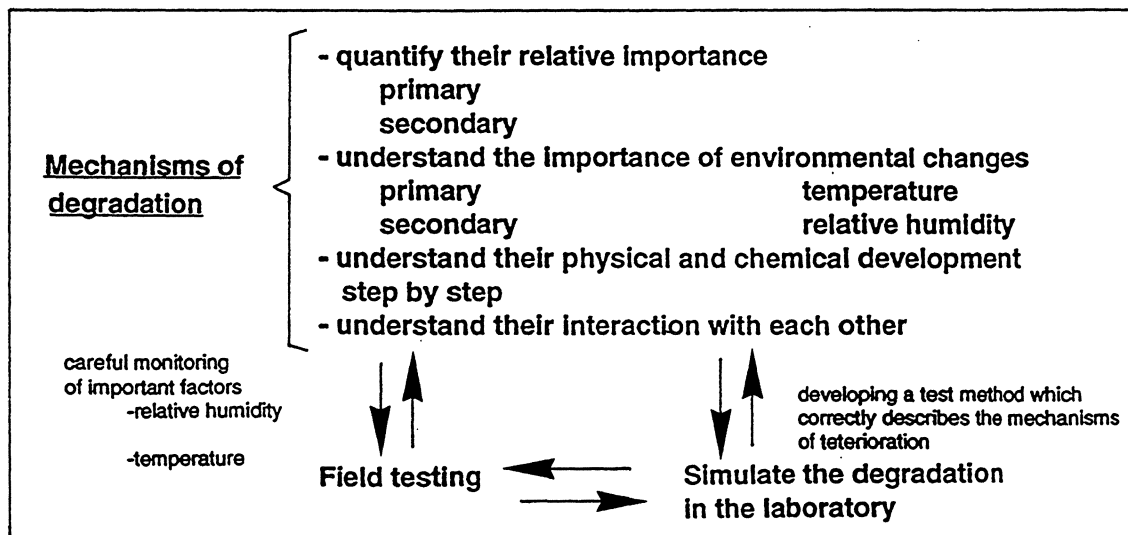 Mechanisms of
degradation
- quantify their relative importance
primary
secondary
- understand the importance of environmental changes
primary temperature
secondary relative humidity
- understand their physical and chemical development
step by step
- understand their interaction with each other
careful monitoring
of important factors
-relative humidity
-temperature
developing a test method which
correctly describes the mechanisms
of teterioration
Field testing
Simulate the degradation
in the laboratory